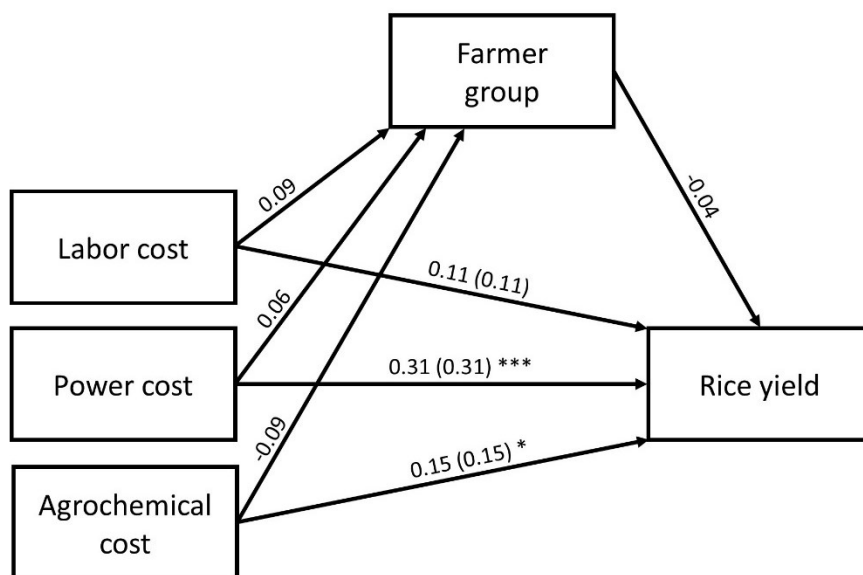 Farmer
group
0.09
-0.04
Labor cost
0.11 (0.11)
0.06
Power cost
0.31 (0.31) ***
Rice yield
-0.09
0.15 (0.15) *
Agrochemical
cost